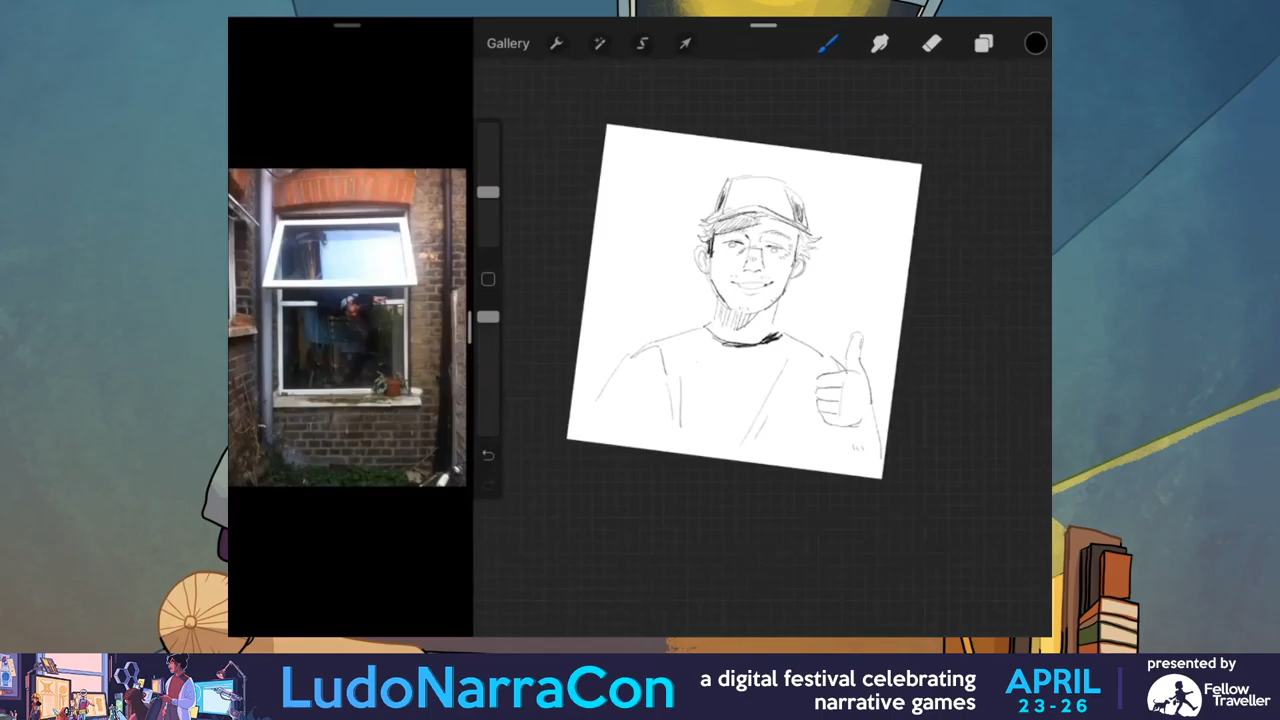 Gallery
LudoNarraCon
a digital festival celebrating
narrative games
APRIL
23-26
presented by
Fellow
Traveller